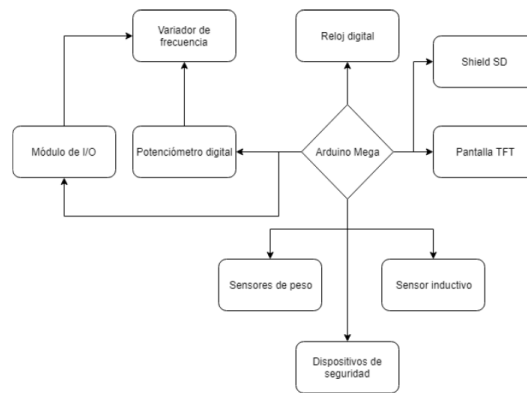 Variador de
frecuencia
Reloj digital
Shield SD
Módulo de I/O
Potenciómetro digital
Arduino Mega
Pantalla TFT
Sensores de peso
Sensor inductivo
Dispositivos de
seguridad